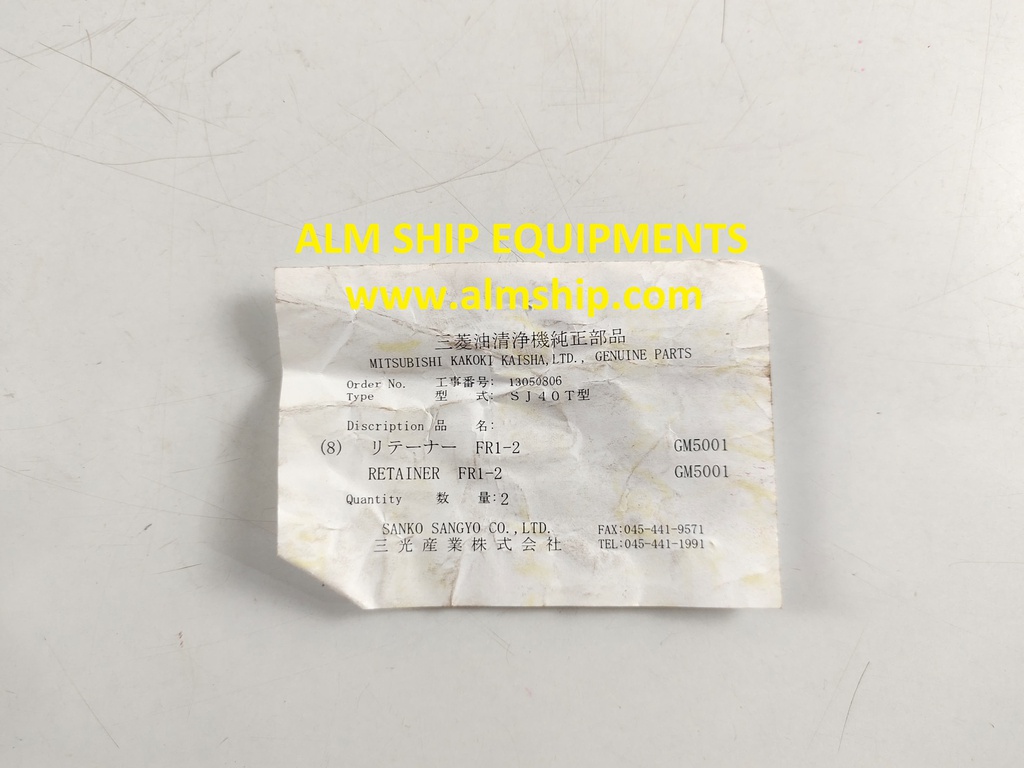 ALM SHIP EQUIPMENTS
www.almship.com
三菱油清浄機純正部品
MITSUBISHI KAKOKI KAISHA,LTD., GENUINE PARTS
Order No. 工事番号: 13050806
Type 型 式: SJ40T型
Discription 品 名:
(8) リテーナー FR1-2 GM5001
RETAINER FR1-2 GM5001
Quantity 数 量:2
SANKO SANGYO CO.,LTD. FAX:045-441-9571
三光産業株式会社 TEL:045-441-1991